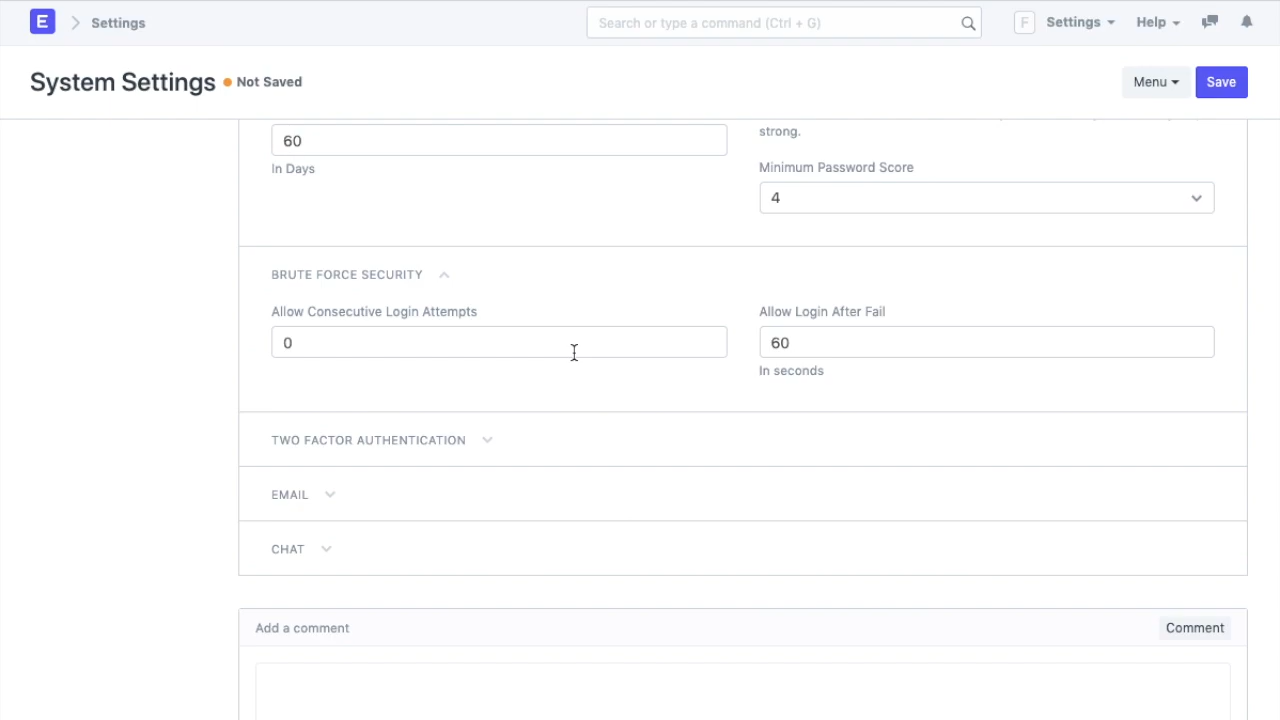 E
Settings
Search or type a command (Ctrl + G)
F
Settings
Help
System Settings
Not Saved
Menu
Save
60
In Days
strong.
Minimum Password Score
4
BRUTE FORCE SECURITY
Allow Consecutive Login Attempts
0
Allow Login After Fail
60
In seconds
TWO FACTOR AUTHENTICATION
EMAIL
CHAT
Add a comment
Comment